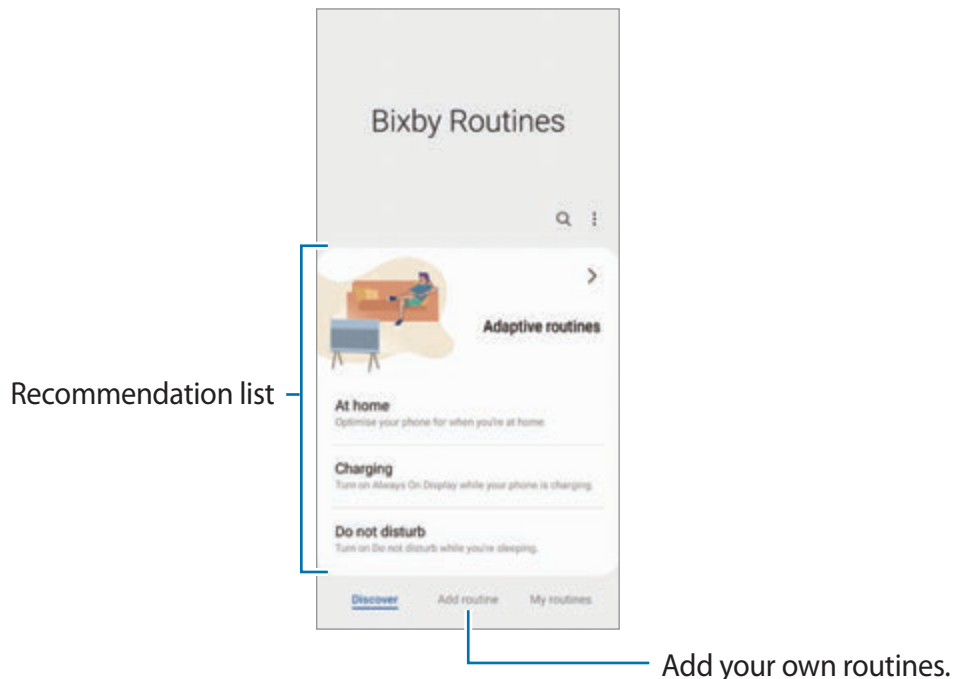 Bixby Routines
Adaptive routines
Recommendation list
At home
Optimise your phone for when you're at home.
Charging
Turn on Always On Display while your phone is charging.
Do not disturb
Turn on Do not disturb while you're sleeping.
Discover Add routine My routines
Add your own routines.